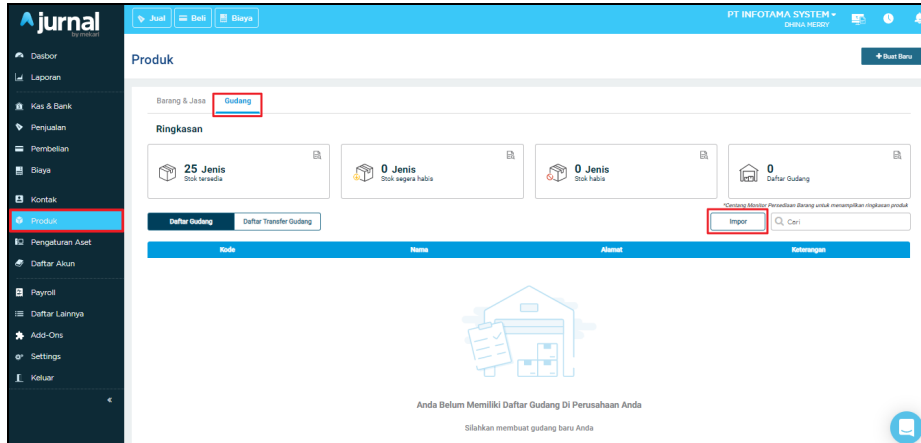 jurnal
by mekari
Jual
Beli
Biaya
PT INFOTAMA SYSTEM
DHINA MERRY
Dasbor
Laporan
Kas & Bank
Penjualan
Pembelian
Biaya
Kontak
Produk
Pengaturan Aset
Daftar Akun
Payroll
Daftar Lainnya
Add-Ons
Settings
Keluar
«
Produk
+ Buat Baru
Barang & Jasa
Gudang
Ringkasan
25 Jenis
Stok tersedia
0 Jenis
Stok segera habis
0 Jenis
Stok habis
0
Daftar Gudang
*Centang Monitor Persediaan Barang untuk menampilkan ringkasan produk
Daftar Gudang
Daftar Transfer Gudang
Impor
Cari
Kode
Nama
Alamat
Keterangan
Anda Belum Memiliki Daftar Gudang Di Perusahaan Anda
Silahkan membuat gudang baru Anda